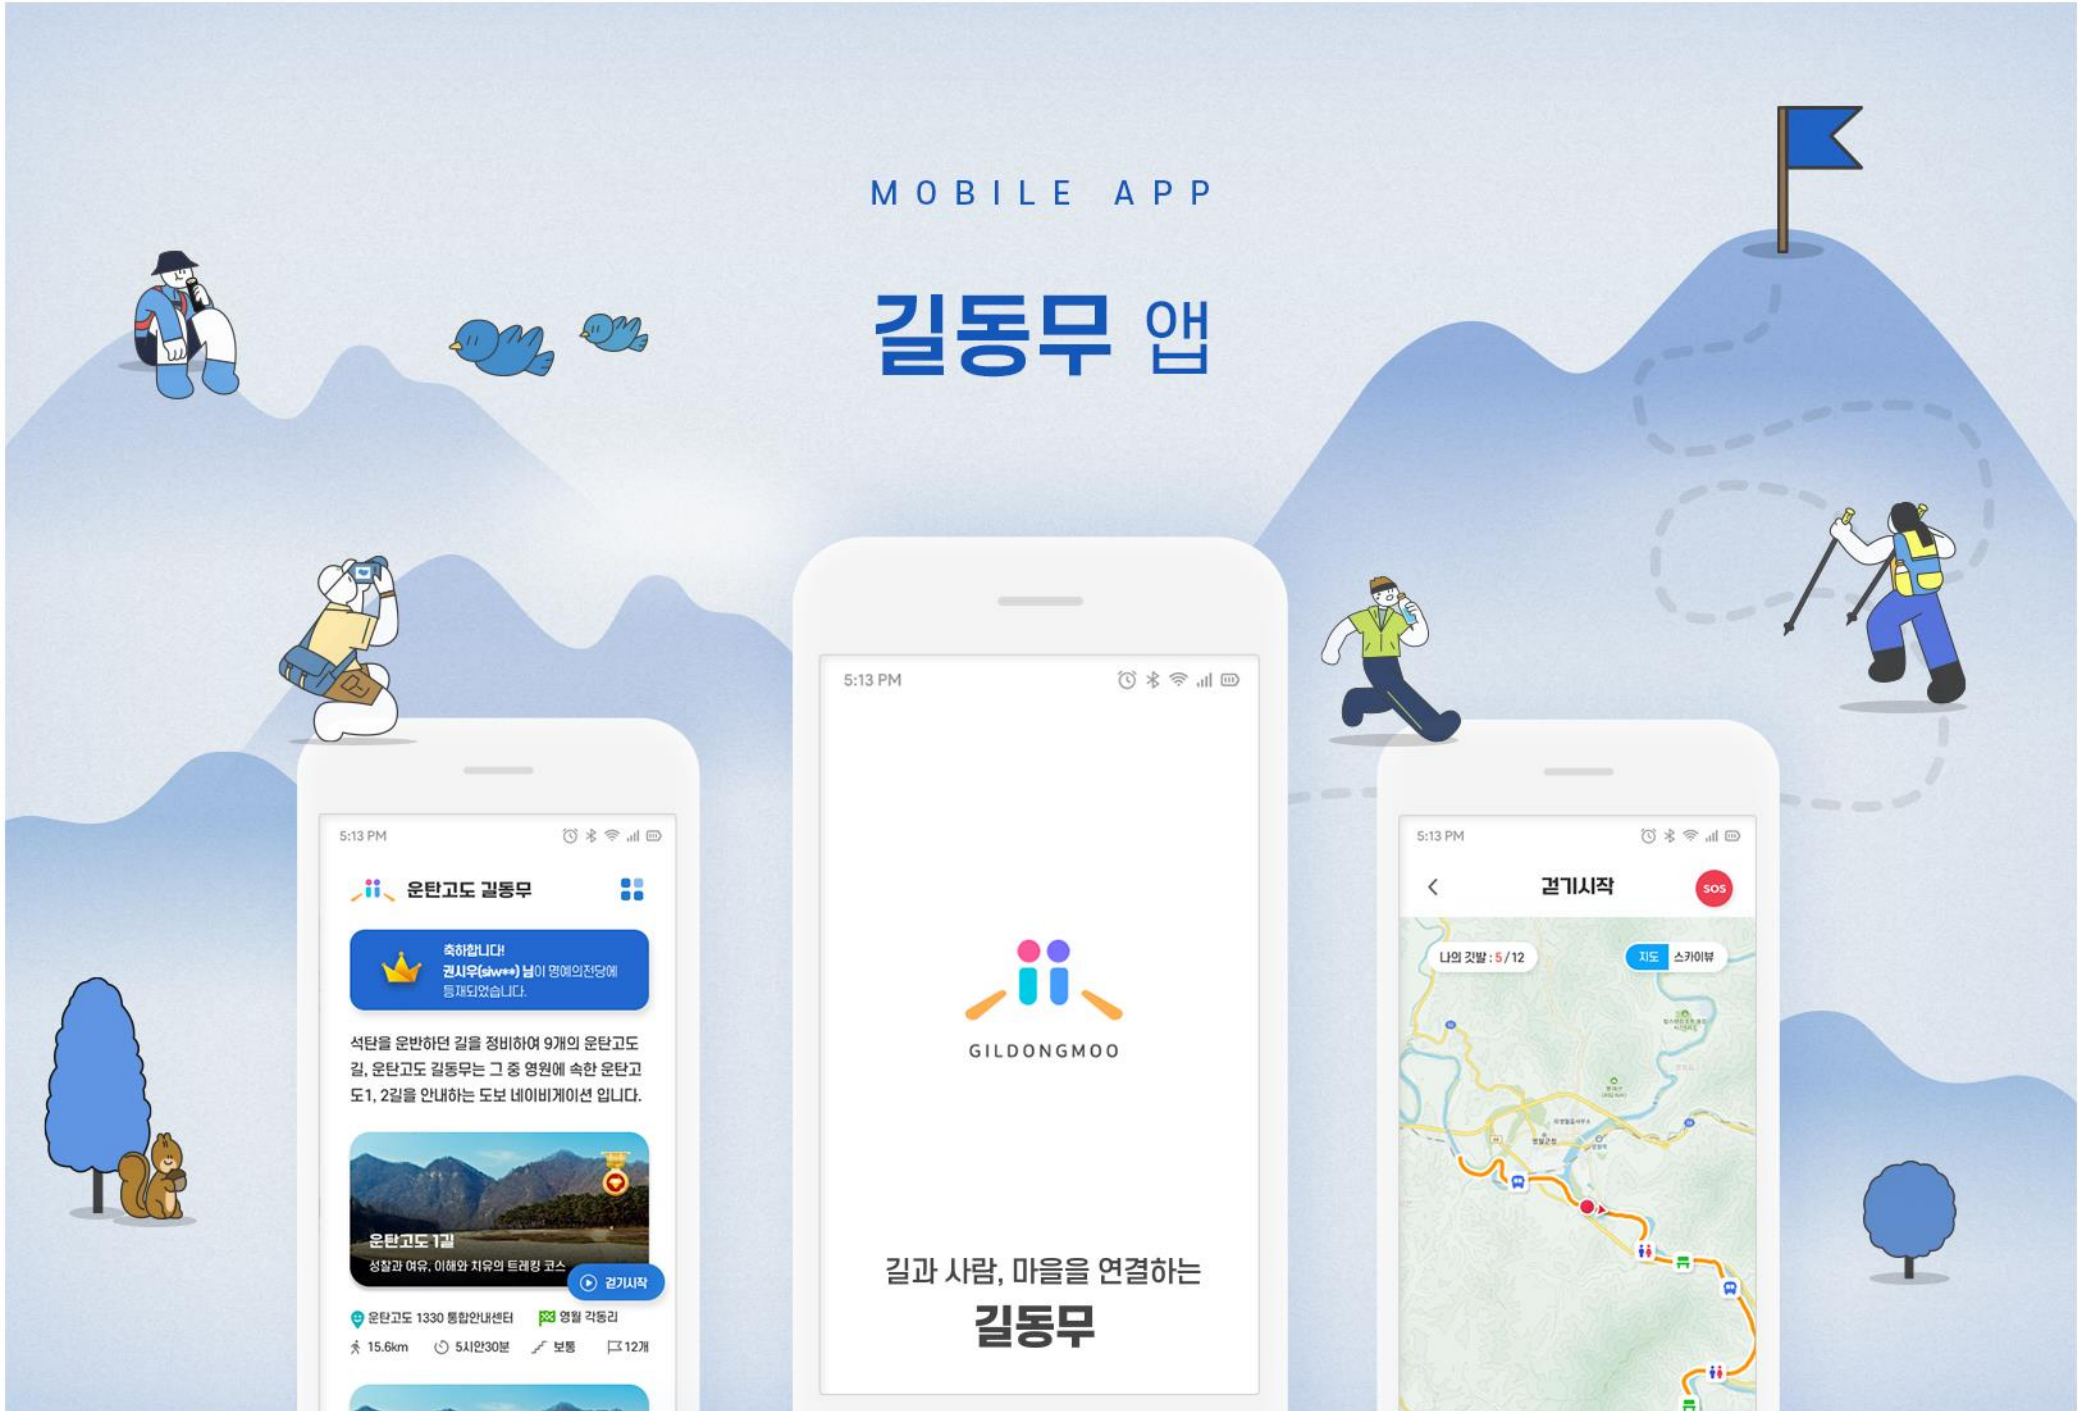 MOBILE APP
길동무 앱
5:13 PM
운탄고도 길동무
축하합니다!
권시우(siw**) 님이 명예의전당에
등재되었습니다.
석탄을 운반하던 길을 정비하여 9개의 운탄고도
길, 운탄고도 길동무는 그 중 영원에 속한 운탄고
도1, 2길을 안내하는 도보 네이비게이션 입니다.
운탄고도 1길
성찰과 여유, 이해와 치유의 트레킹 코스
걷기시작
운탄고도 1330 통합안내센터 영월 각동리
15.6km 5시안30분 보통 12개
5:13 PM
GILDONGMOO
길과 사람, 마을을 연결하는
길동무
5:13 PM
걷기시작 SOS
나의 깃발 : 5 / 12 지도 스카이뷰
영월군청